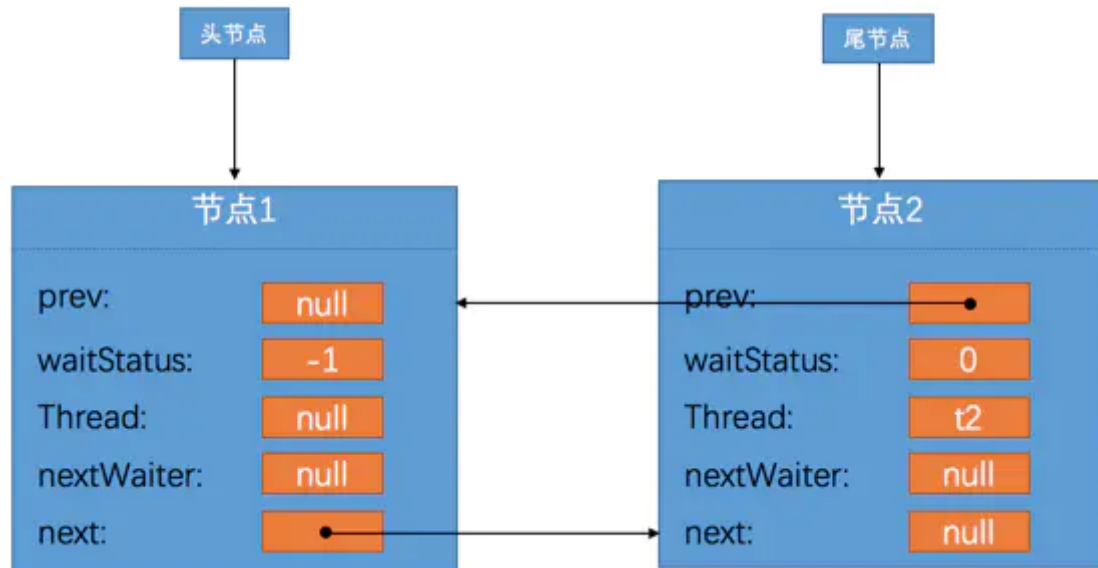 头节点
尾节点
节点1
prev: null
waitStatus: -1
Thread: null
nextWaiter: null
next:
节点2
prev:
waitStatus: 0
Thread: t2
nextWaiter: null
next: null